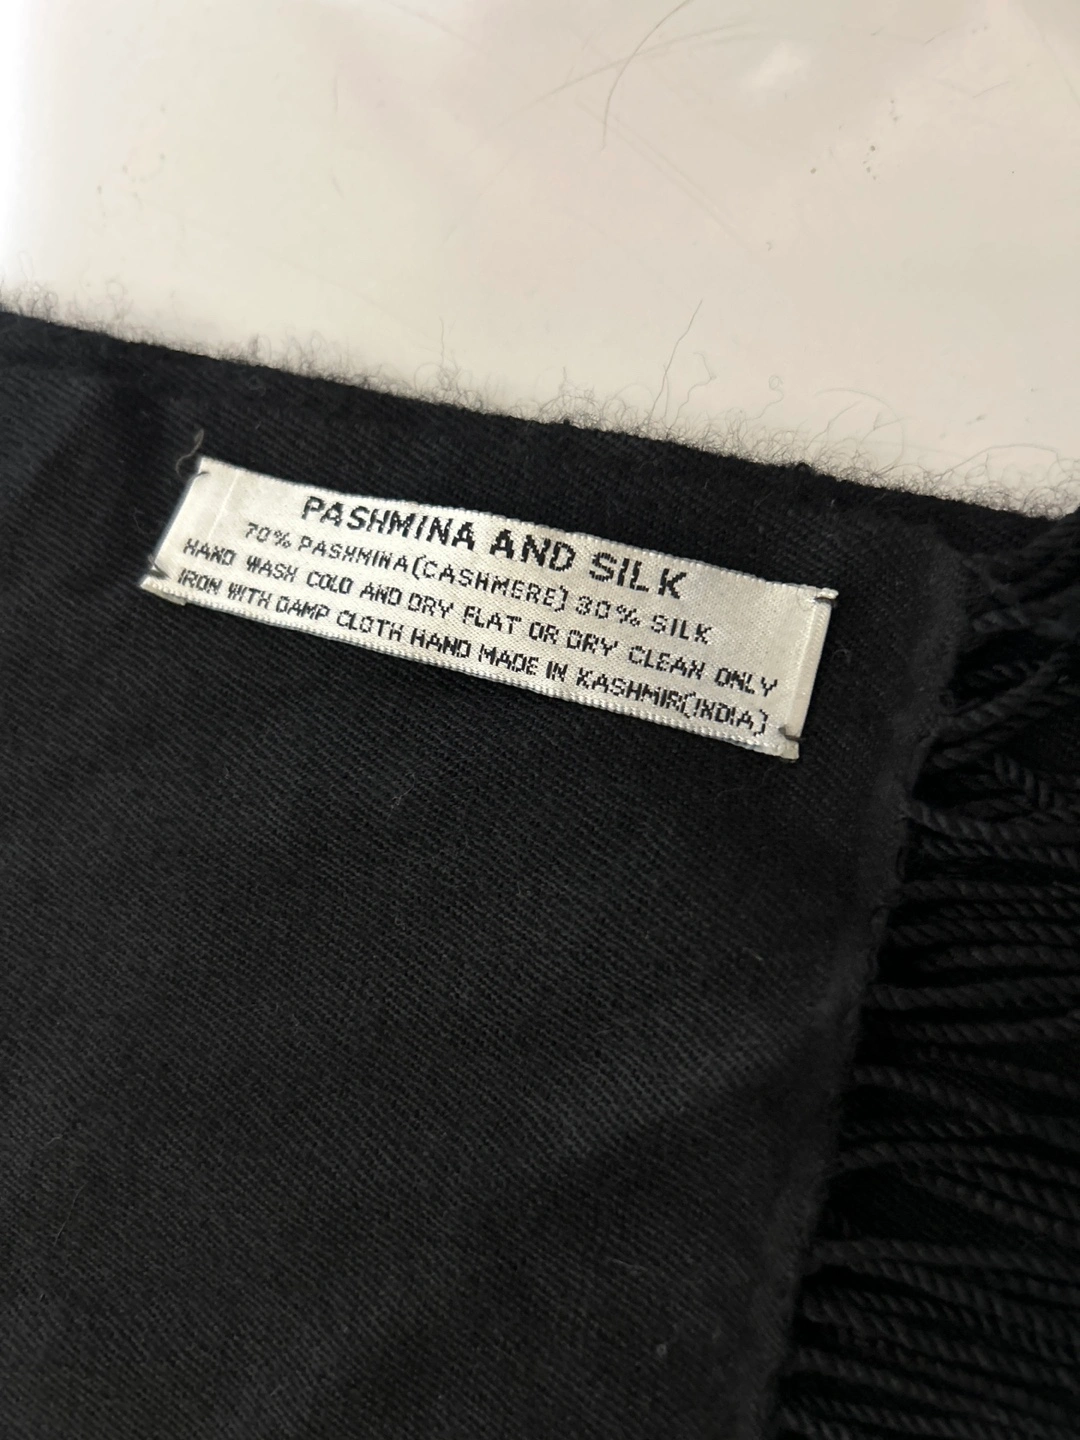 PASHMINA AND SILK
70% PASHMINA(CASHMERE) 30% SILK
HAND WASH COLD AND DRY FLAT OR DRY CLEAN ONLY
IRON WITH DAMP CLOTH HAND MADE IN KASHMIR(INDIA)